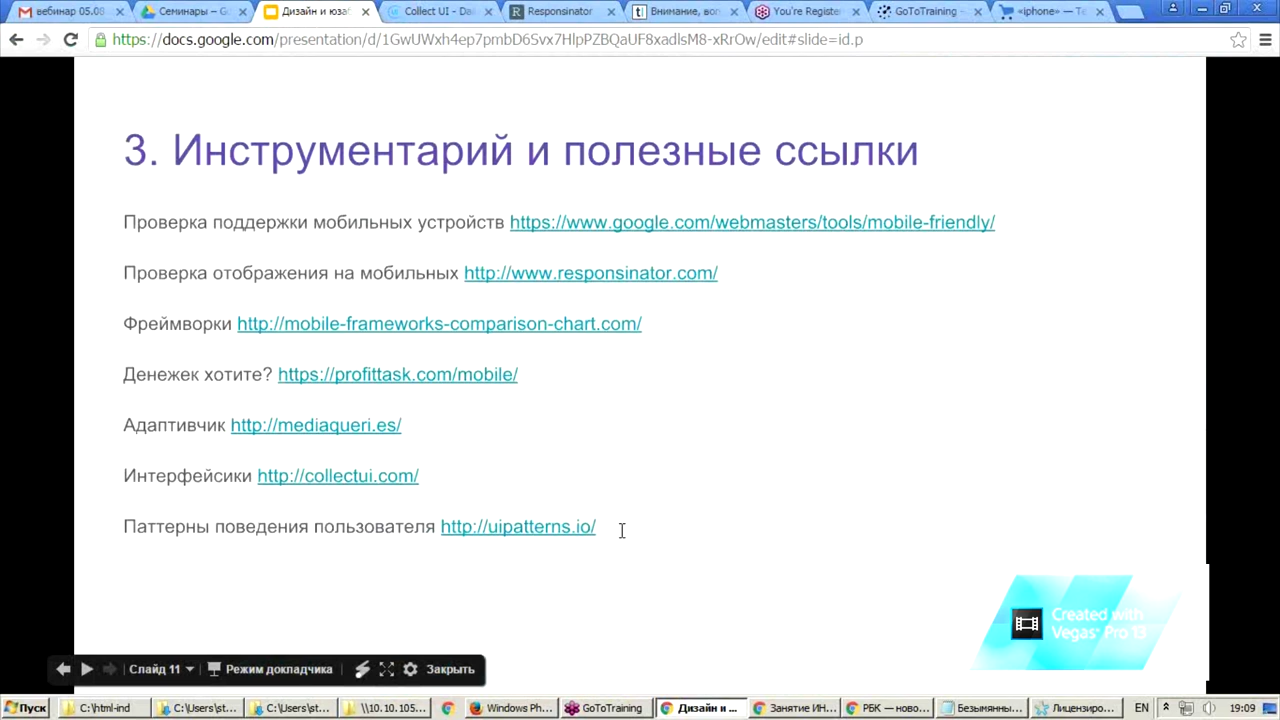 вебинар 05.08
Семинары – Go
Дизайн и юза
Collect UI - Da
Responsinator
Внимание, вол
You're Registe
GoToTraining -
«iphone» — Те
https://docs.google.com/presentation/d/1GwUWxh4ep7pmbD6Svx7HlpPZBQaUF8xadlsM8-xRrOw/edit#slide=id.p
3. Инструментарий и полезные ссылки
Проверка поддержки мобильных устройств https://www.google.com/webmasters/tools/mobile-friendly/
Проверка отображения на мобильных http://www.responsinator.com/
Фреймворки http://mobile-frameworks-comparison-chart.com/
Денежек хотите? https://profittask.com/mobile/
Адаптивчик http://mediaqueri.es/
Интерфейсики http://collectui.com/
Паттерны поведения пользователя http://uipatterns.io/
Created with
Vegas Pro 13
Слайд 11
Режим докладчика
Закрыть
Пуск
C:\html-ind
C:\Users\st...
C:\Users\st...
\\10.10.105...
Windows Ph...
GoToTraining
Дизайн и ...
Занятие ИН...
РБК — ново...
Безымянны...
Лицензиро...
EN
19:09